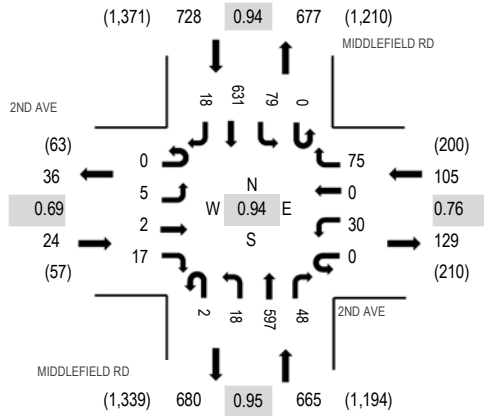 (1,371) 728 0.94 677 (1,210)
MIDDLEFIELD RD
18 631 79 0
2ND AVE
(63) (200)
0 75
36 105
N
5 0
0.69 W 0.94 E 0.76
2 30
24 129
S
17 0
(57) (210)
2 18 597 48
2ND AVE
MIDDLEFIELD RD
(1,339) 680 0.95 665 (1,194)